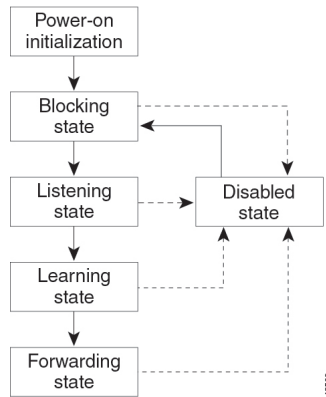 Power-on
initialization
Blocking
state
Listening
state
Disabled
state
Learning
state
Forwarding
state